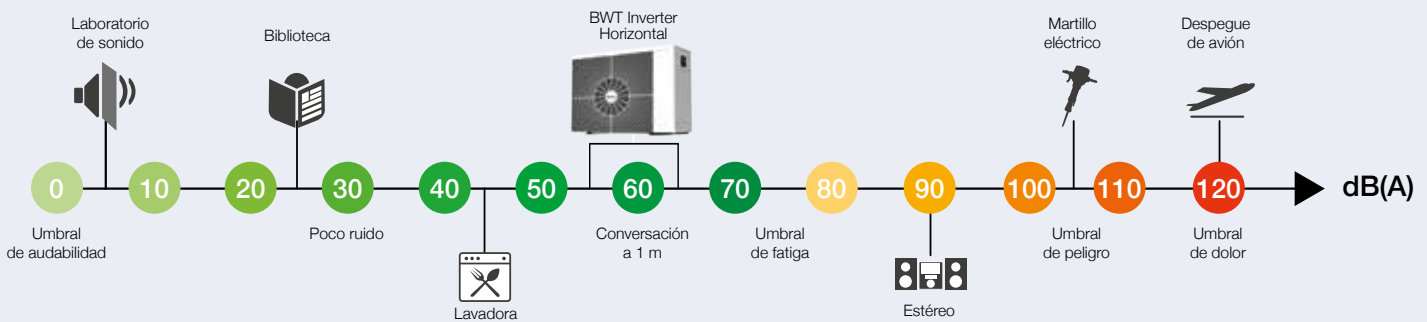 Laboratorio
de sonido
Biblioteca
BWT Inverter
Horizontal
Martillo
eléctrico
Despegue
de avión
0
10
20
30
40
50
60
70
80
90
100
110
120
dB(A)
Umbral
de audabilidad
Poco ruido
Conversación
a 1 m
Umbral
de fatiga
Umbral
de peligro
Umbral
de dolor
Lavadora
Estéreo